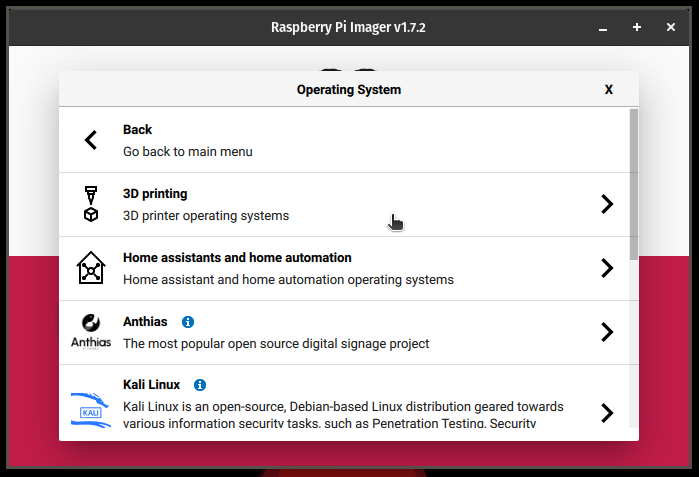 Raspberry Pi Imager v1.7.2
Operating System
X
Back
Go back to main menu
3D printing
3D printer operating systems
Home assistants and home automation
Home assistant and home automation operating systems
Anthias
Anthias
The most popular open source digital signage project
Kali Linux
KALI
Kali Linux is an open-source, Debian-based Linux distribution geared towards
various information security tasks, such as Penetration Testing, Security